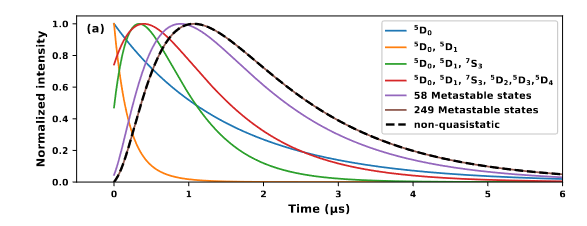 (a)
Normalized intensity
1.0
0.8
0.6
0.4
0.2
0.0
⁵D₀
⁵D₀, ⁵D₁
⁵D₀, ⁵D₁, ⁷S₃
⁵D₀, ⁵D₁, ⁷S₃, ⁵D₂,⁵D₃,⁵D₄
58 Metastable states
249 Metastable states
non-quasistatic
0 1 2 3 4 5 6
Time (μs)